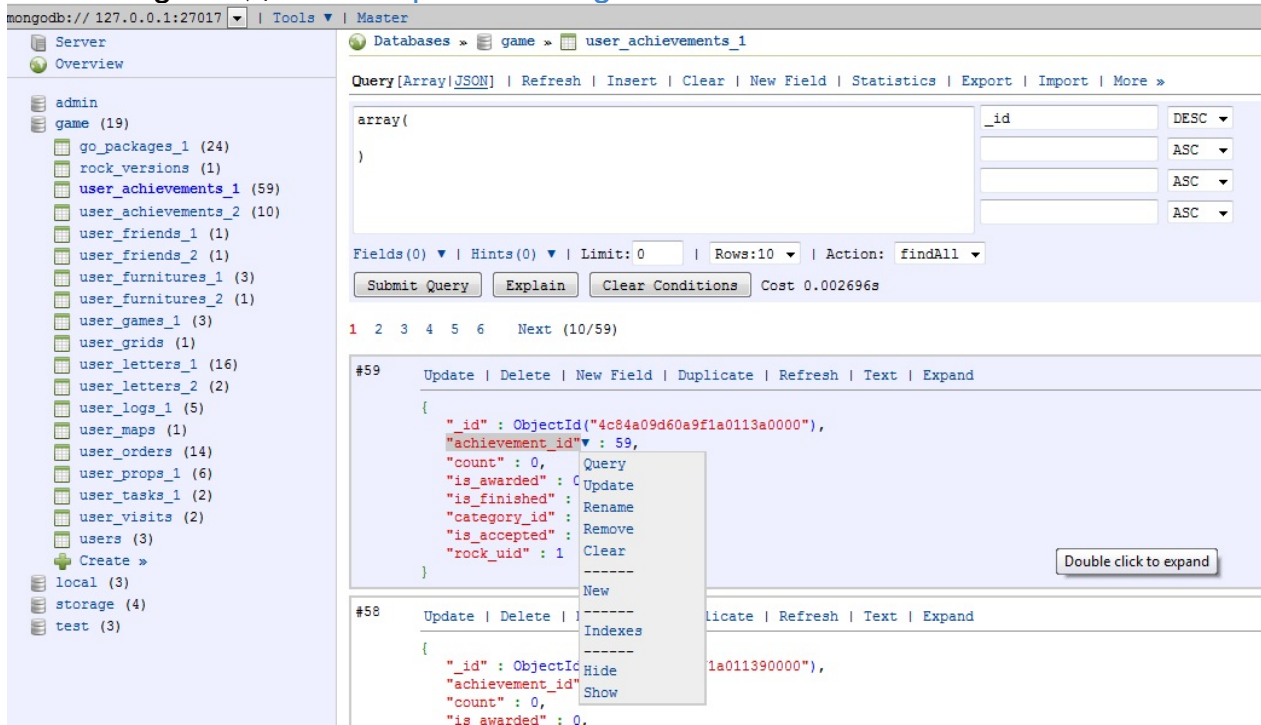 mongodb:// 127.0.0.1:27017 ▼ | Tools ▼ | Master
Server
Overview
admin
game (19)
go_packages_1 (24)
rock_versions (1)
user_achievements_1 (59)
user_achievements_2 (10)
user_friends_1 (1)
user_friends_2 (1)
user_furnitures_1 (3)
user_furnitures_2 (1)
user_games_1 (3)
user_grids (1)
user_letters_1 (16)
user_letters_2 (2)
user_logs_1 (5)
user_maps (1)
user_orders (14)
user_props_1 (6)
user_tasks_1 (2)
user_visits (2)
users (3)
Create »
local (3)
storage (4)
test (3)
Databases » game » user_achievements_1
Query[Array|JSON] | Refresh | Insert | Clear | New Field | Statistics | Export | Import | More »
array(
)
_id DESC ▼
ASC ▼
ASC ▼
ASC ▼
Fields(0) ▼ | Hints(0) ▼ | Limit: 0 | Rows:10 ▼ | Action: findAll ▼
Submit Query Explain Clear Conditions Cost 0.002696s
1 2 3 4 5 6 Next (10/59)
#59 Update | Delete | New Field | Duplicate | Refresh | Text | Expand
{
"_id" : ObjectId("4c84a09d60a9f1a0113a0000"),
"achievement_id"▼ : 59,
"count" : 0,
"is_awarded" :
"is_finished" :
"category_id" :
"is_accepted" :
"rock_uid" : 1
}
Query
Update
Rename
Remove
Clear
------
New
------
Indexes
------
Hide
Show
Double click to expand
#58 Update | Delete | licate | Refresh | Text | Expand
{
"_id" : ObjectId 1a011390000"),
"achievement_id"
"count" : 0,
"is_awarded" : 0,